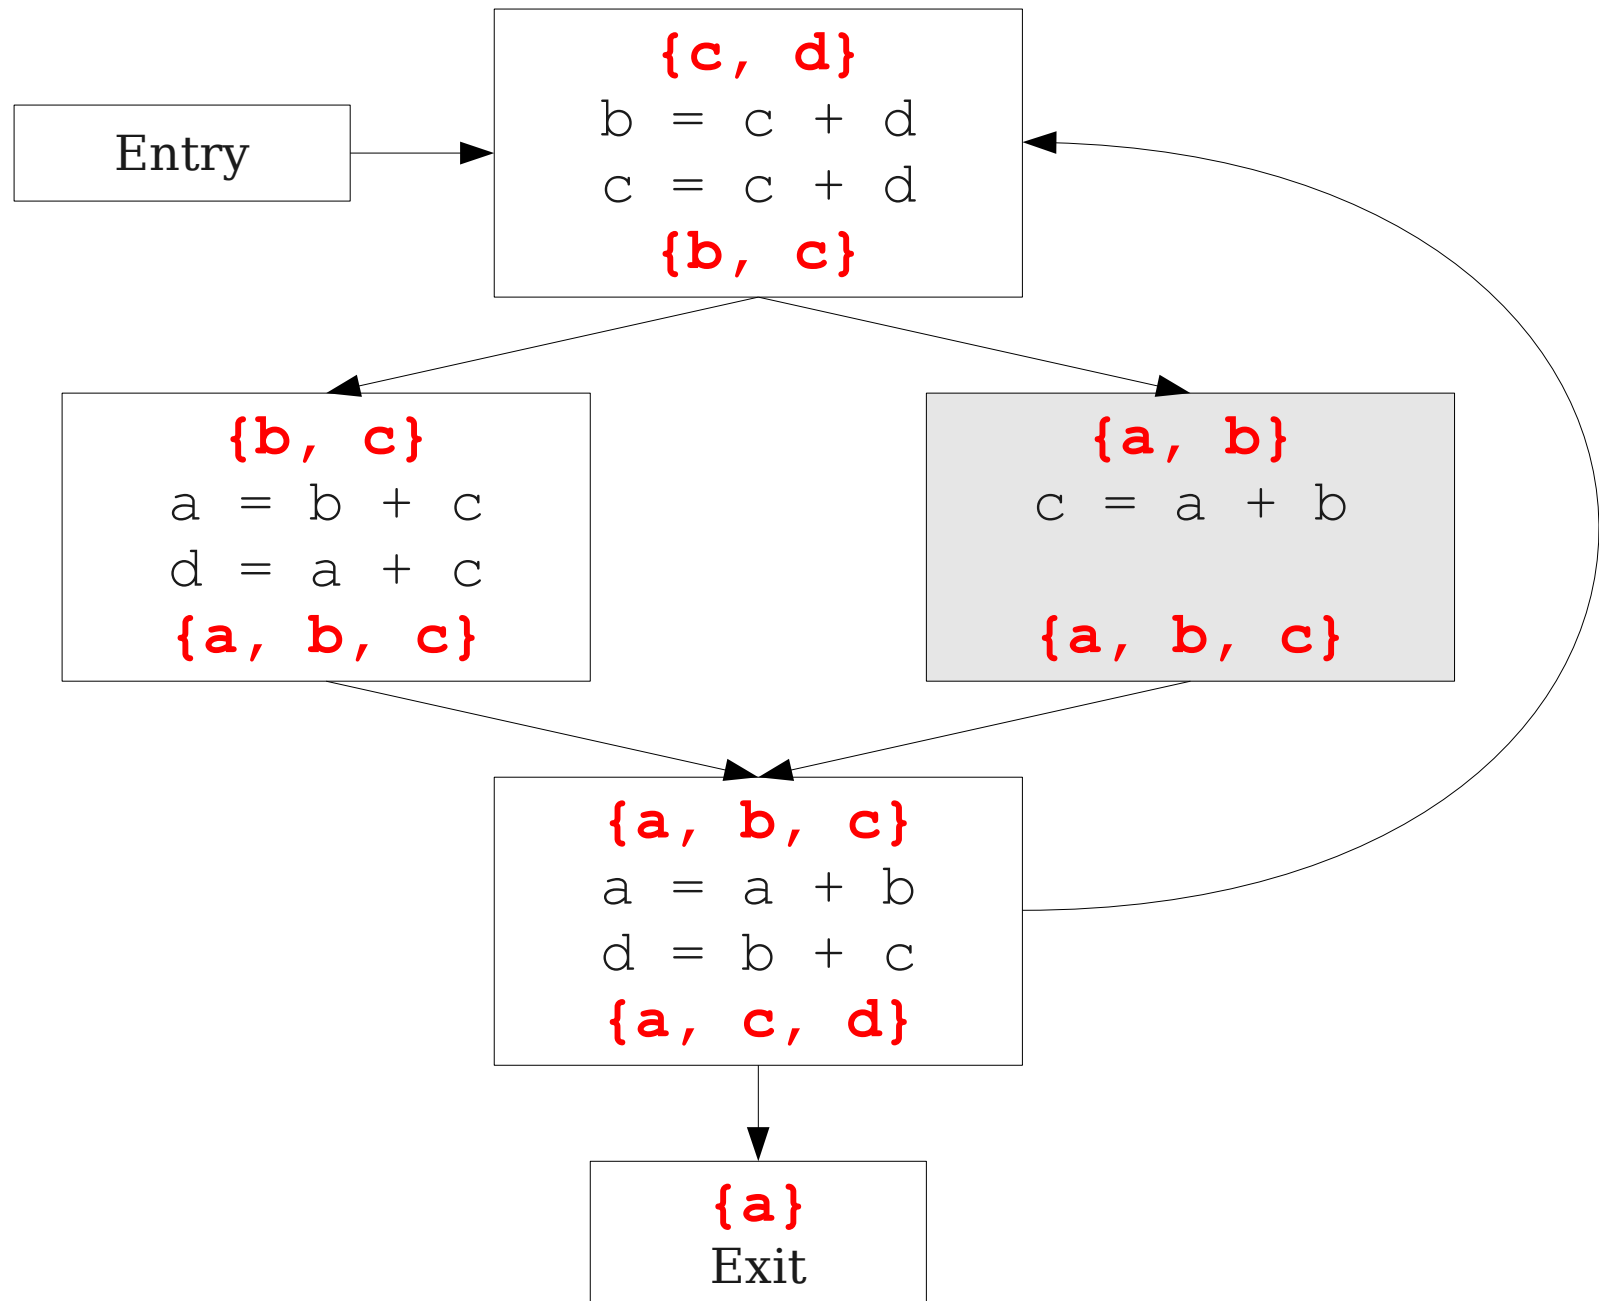 Entry
{c, d}
b = c + d
c = c + d
{b, c}
{b, c}
a = b + c
d = a + c
{a, b, c}
{a, b}
c = a + b
{a, b, c}
{a, b, c}
a = a + b
d = b + c
{a, c, d}
{a}
Exit